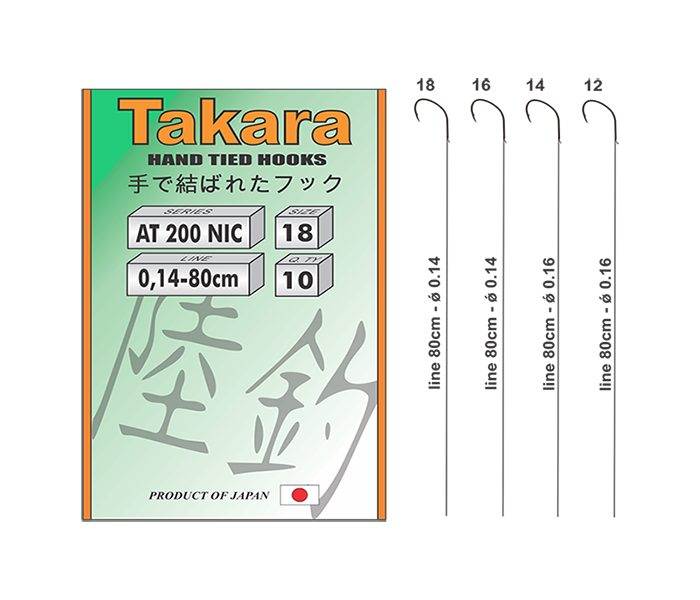 Takara
HAND TIED HOOKS
手で結ばれたフック
SERIES
SIZE
AT 200 NIC
18
LINE
Q.TY
0,14-80cm
10
陸釣
PRODUCT OF JAPAN
18 16 14 12
line 80cm - ǿ 0.14
line 80cm - ǿ 0.14
line 80cm - ǿ 0.16
line 80cm - ǿ 0.16